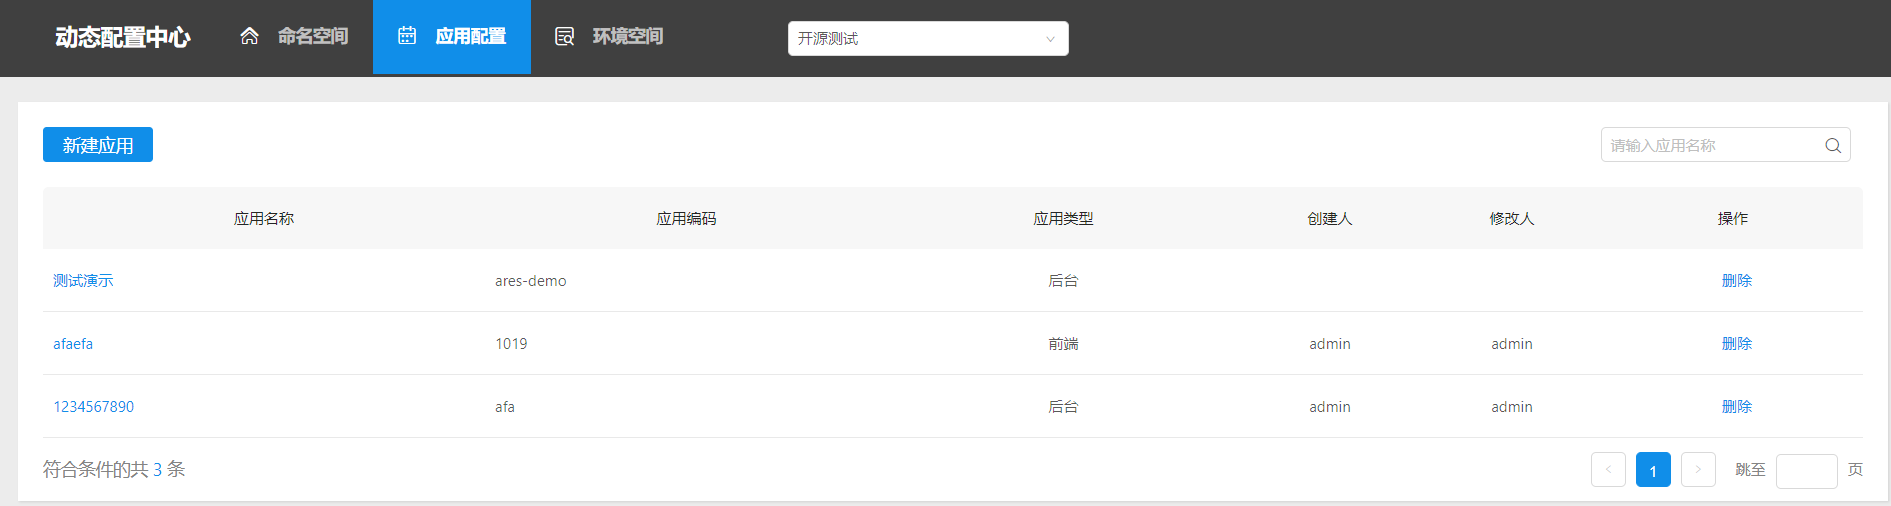 动态配置中心 命名空间 应用配置 环境空间 开源测试
新建应用 请输入应用名称
应用名称 应用编码 应用类型 创建人 修改人 操作
测试演示 ares-demo 后台 删除
afaefa 1019 前端 admin admin 删除
1234567890 afa 后台 admin admin 删除
符合条件的共 3 条 1 跳至 页